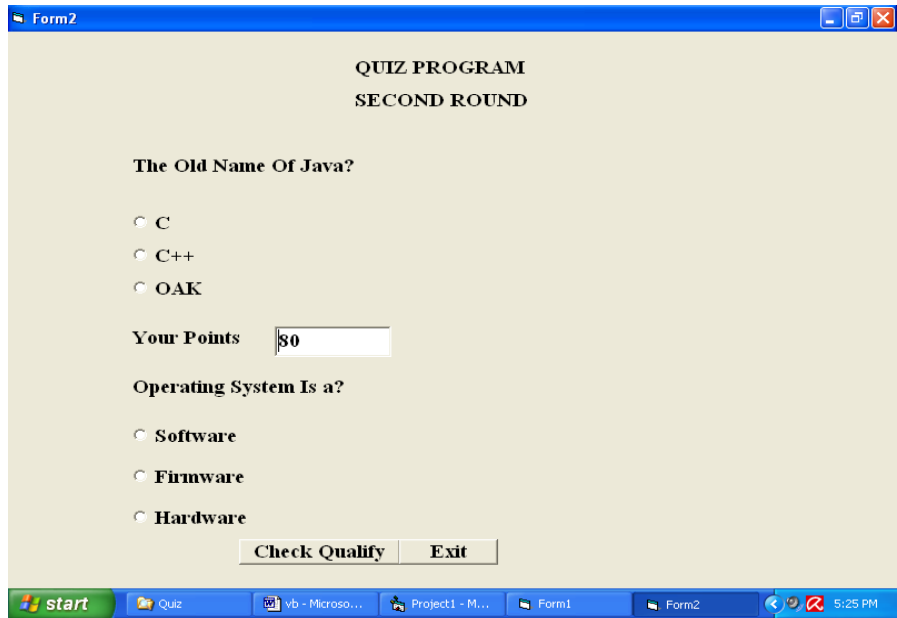 Form2
QUIZ PROGRAM
SECOND ROUND
The Old Name Of Java?
C
C++
OAK
Your Points 80
Operating System Is a?
Software
Firmware
Hardware
Check Qualify Exit
start Quiz vb - Microso... Project1 - M... Form1 Form2 5:25 PM